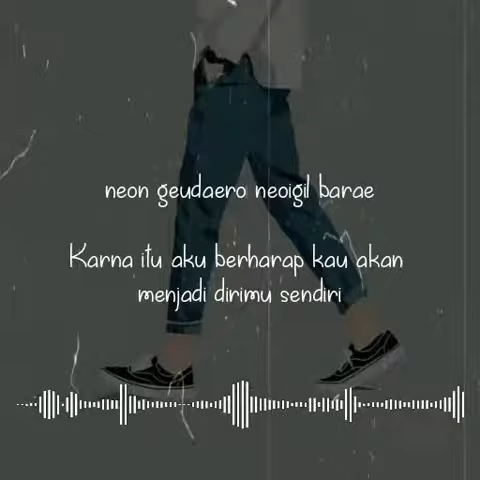 neon geudaero neoigil barae
Karna itu aku berharap kau akan
menjadi dirimu sendiri